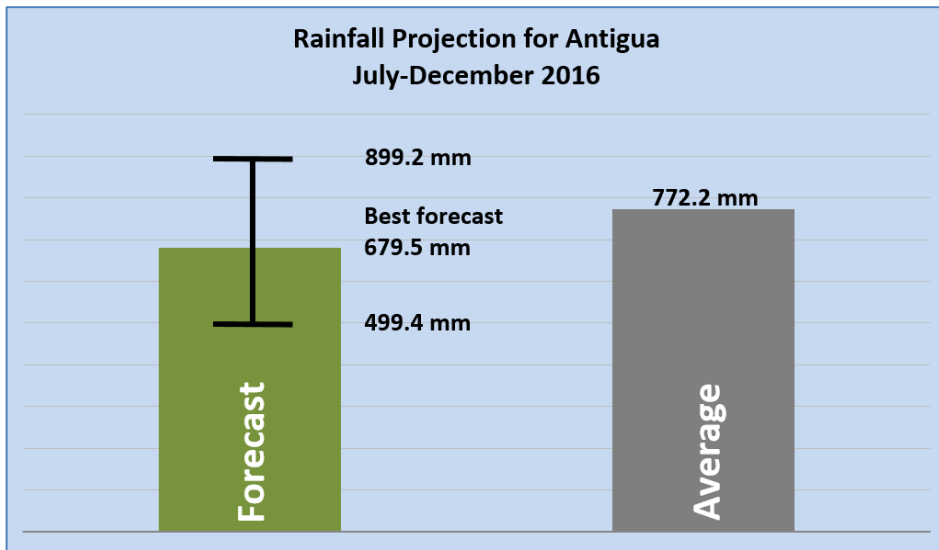 Rainfall Projection for Antigua
July-December 2016
899.2 mm
Best forecast
679.5 mm
499.4 mm
772.2 mm
Forecast
Average